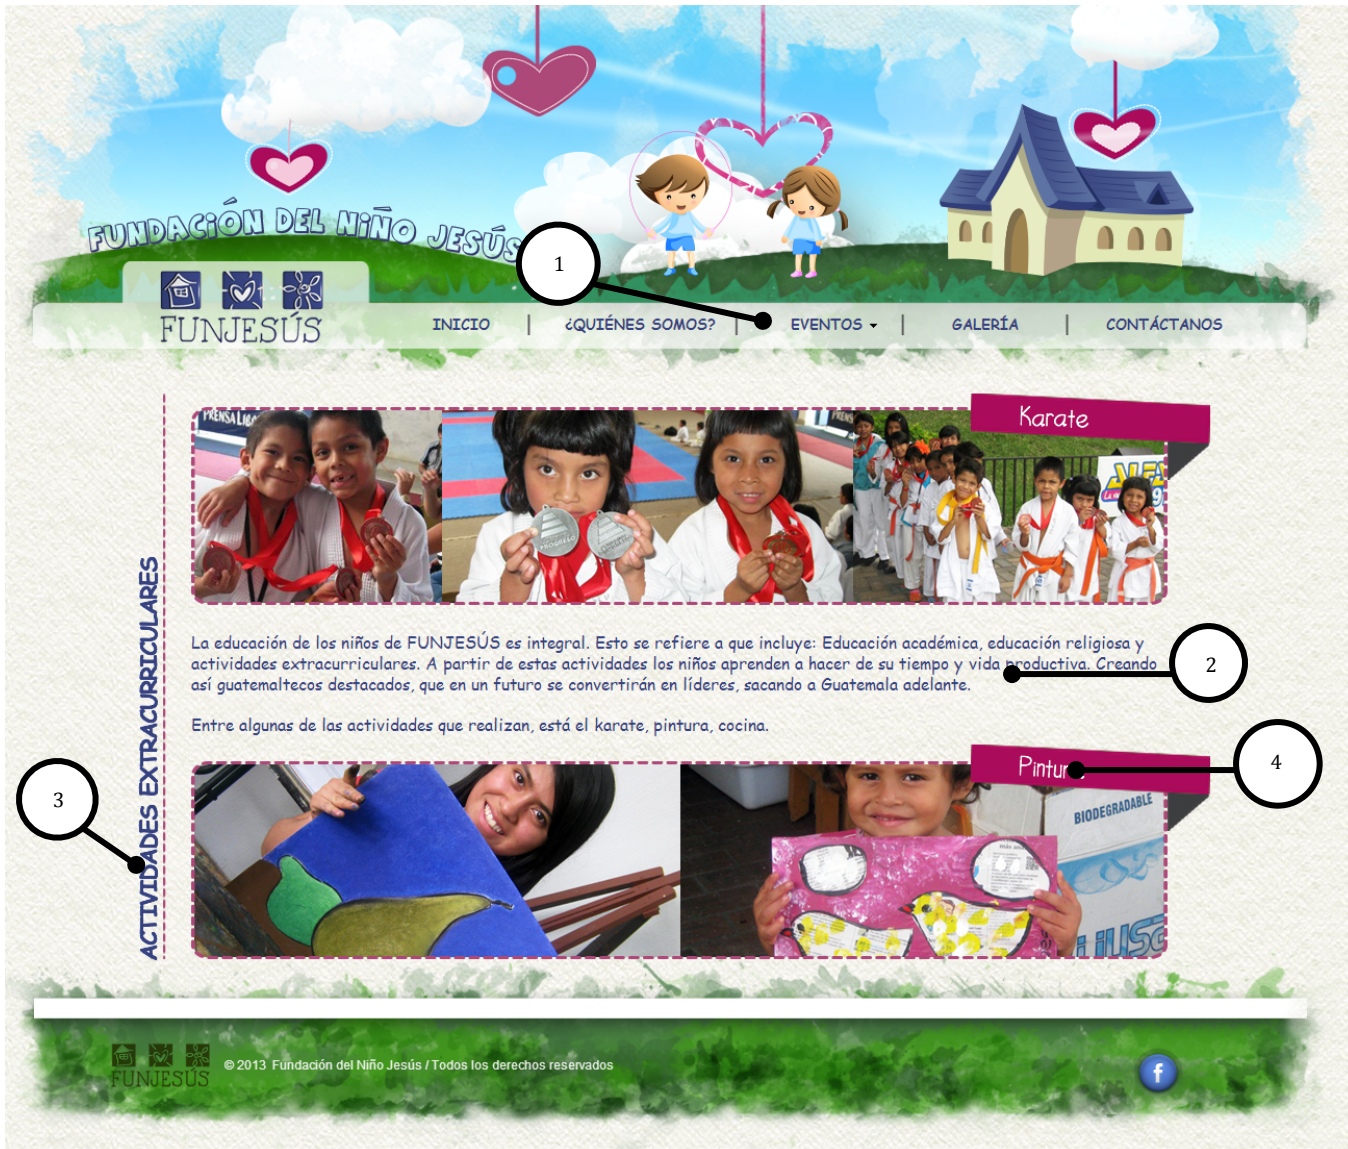 FUNDACIÓN DEL NIÑO JESÚS
1
FUNJESÚS
INICIO | ¿QUIÉNES SOMOS? | EVENTOS | GALERÍA | CONTÁCTANOS
Karate
PRENSA LIB
PROGRESO
La educación de los niños de FUNJESÚS es integral. Esto se refiere a que incluye: Educación académica, educación religiosa y
actividades extracurriculares. A partir de estas actividades los niños aprenden a hacer de su tiempo y vida productiva. Creando
así guatemaltecos destacados, que en un futuro se convertirán en líderes, sacando a Guatemala adelante.
2
Entre algunas de las actividades que realizan, está el karate, pintura, cocina.
ACTIVIDADES EXTRACURRICULARES
3
Pintura
4
BIODEGRADABLE
FUNJESÚS
© 2013 Fundación del Niño Jesús / Todos los derechos reservados
f